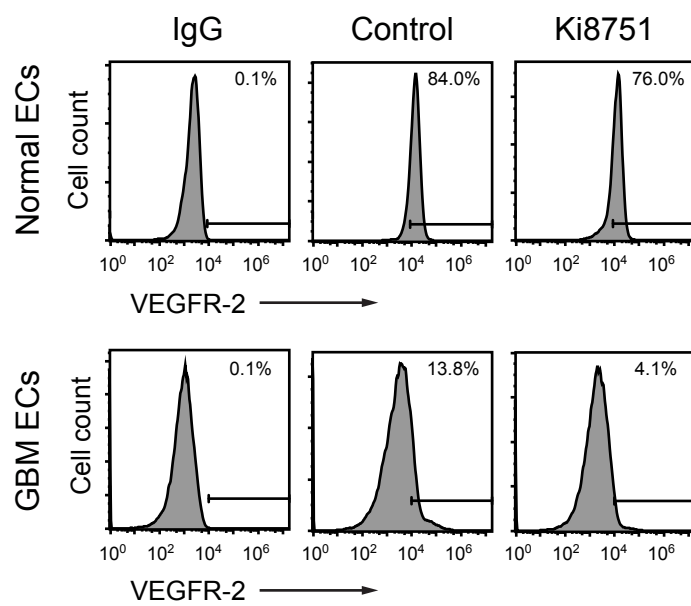 IgG Control Ki8751
Normal ECs
Cell count
0.1% 84.0% 76.0%
10⁰ 10² 10⁴ 10⁶ 10⁰ 10² 10⁴ 10⁶ 10⁰ 10² 10⁴ 10⁶
VEGFR-2
GBM ECs
Cell count
0.1% 13.8% 4.1%
10⁰ 10² 10⁴ 10⁶ 10⁰ 10² 10⁴ 10⁶ 10⁰ 10² 10⁴ 10⁶
VEGFR-2